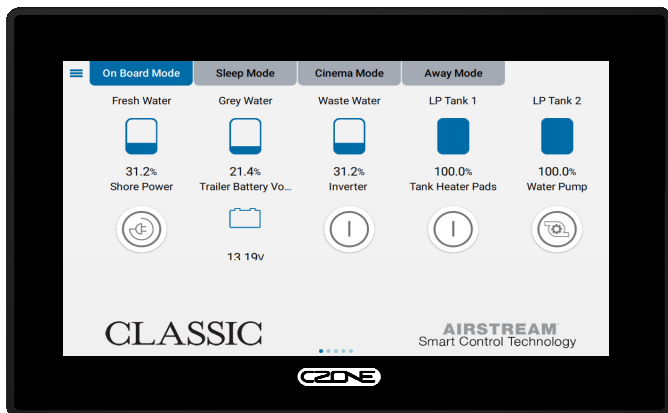 On Board Mode Sleep Mode Cinema Mode Away Mode
Fresh Water Grey Water Waste Water LP Tank 1 LP Tank 2
31.2% 21.4% 31.2% 100.0% 100.0%
Shore Power Trailer Battery Vo... Inverter Tank Heater Pads Water Pump
13.19v
CLASSIC
AIRSTREAM
Smart Control Technology
CZONE